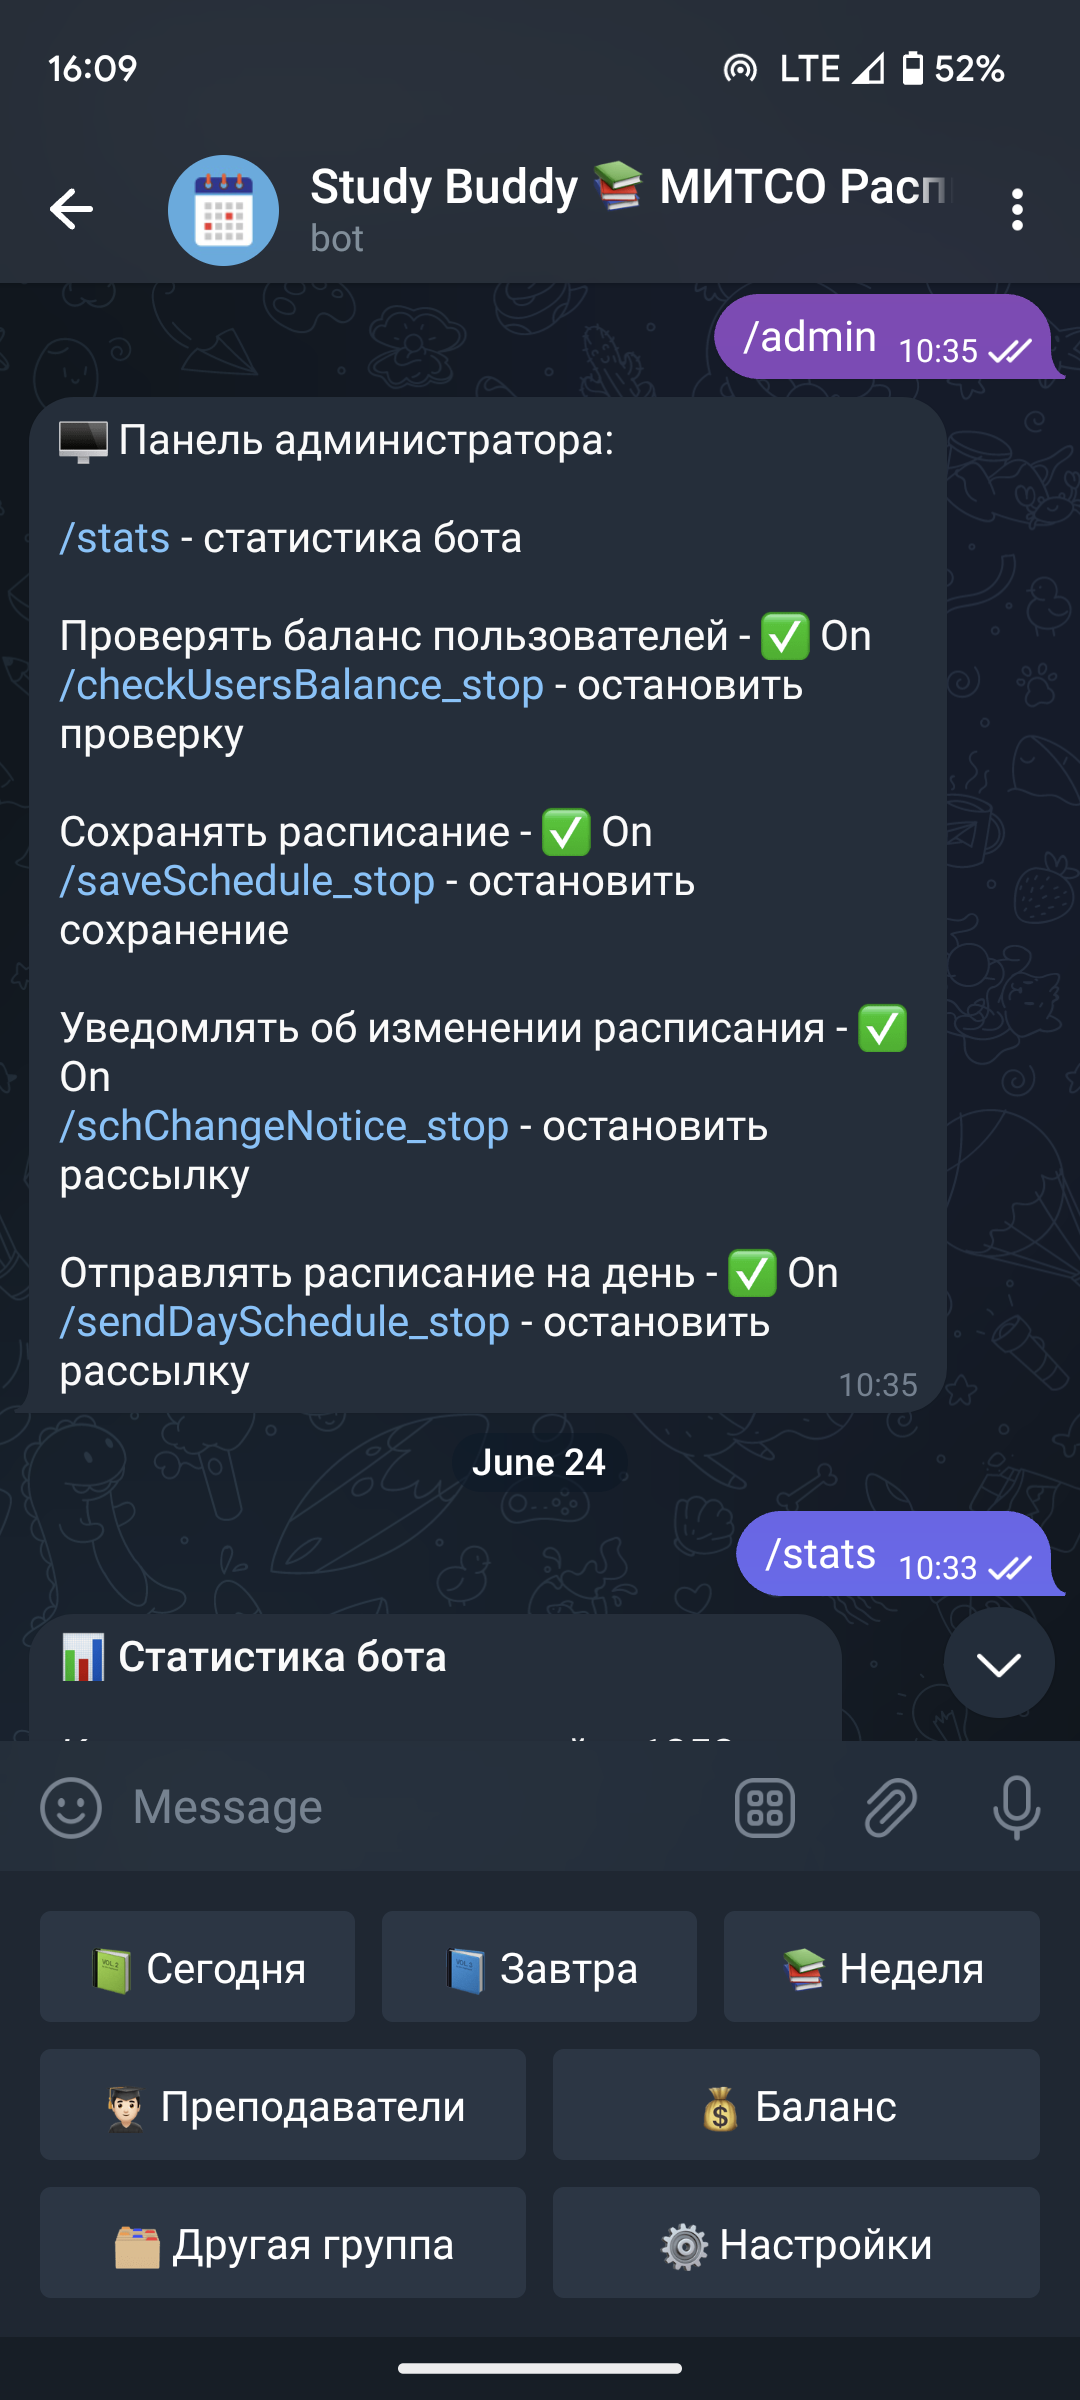 16:09
LTE 52%
Study Buddy 📚 МИТСО Расп
bot
/admin 10:35
🖥 Панель администратора:
/stats - статистика бота
Проверять баланс пользователей - ✅ On
/checkUsersBalance_stop - остановить
проверку
Сохранять расписание - ✅ On
/saveSchedule_stop - остановить
сохранение
Уведомлять об изменении расписания - ✅
On
/schChangeNotice_stop - остановить
рассылку
Отправлять расписание на день - ✅ On
/sendDaySchedule_stop - остановить
рассылку
10:35
June 24
/stats 10:33
📊 Статистика бота
Message
📗 Сегодня
📘 Завтра
📚 Неделя
👨🏻‍🎓 Преподаватели
💰 Баланс
🗂 Другая группа
⚙️ Настройки